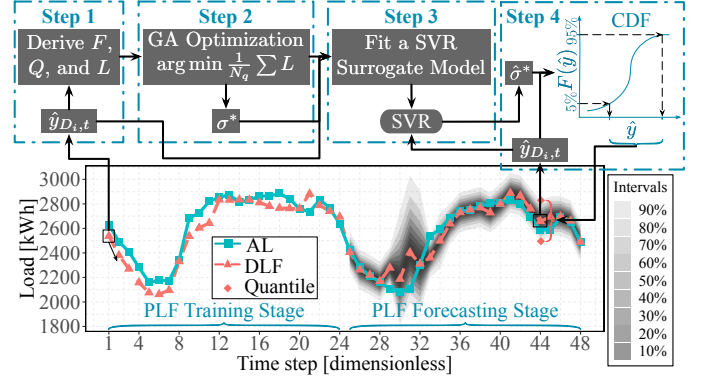 Step 1
Step 2
Step 3
Step 4
Derive F,
Q, and L
GA Optimization
arg min 1/N_q ∑ L
σ*
ŷ_{D_i,t}
Fit a SVR
Surrogate Model
SVR
σ̂*
ŷ_{D_i,t}
CDF
95%
F(ŷ)
5%
ŷ
Load [kWh]
3000
2800
2600
2400
2200
2000
1800
AL
DLF
Quantile
PLF Training Stage
PLF Forecasting Stage
1 4 8 12 16 20 24 28 32 36 40 44 48
Time step [dimensionless]
Intervals
90%
80%
70%
60%
50%
40%
30%
20%
10%